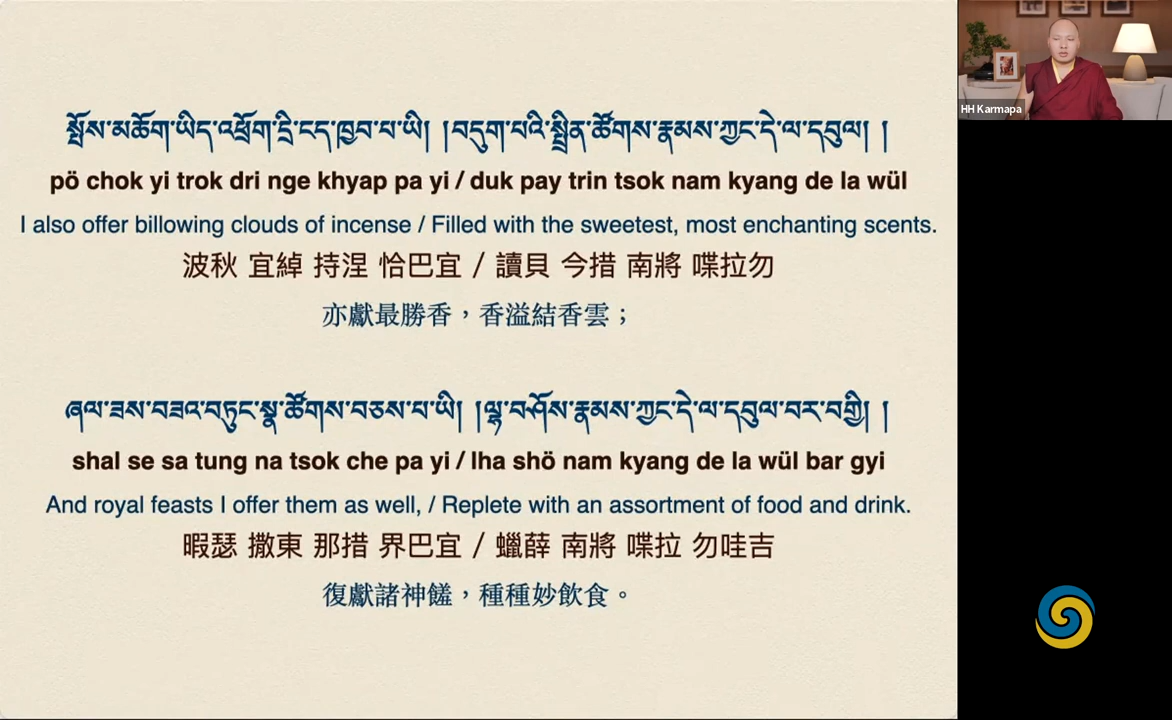 སྤོས་མཆོག་ཡིད་འཕྲོག་དྲི་ངད་ཁྱབ་པ་ཡི། །བདུག་པའི་སྤྲིན་ཚོགས་རྣམས་ཀྱང་དེ་ལ་དབུལ། །
pö chok yi trok dri nge khyap pa yi / duk pay trin tsok nam kyang de la wül
I also offer billowing clouds of incense / Filled with the sweetest, most enchanting scents.
波秋 宜綽 持涅 恰巴宜 / 讀貝 今措 南將 喋拉勿
亦獻最勝香，香溢結香雲；
ཞལ་ཟས་བཟའ་བཏུང་སྣ་ཚོགས་བཅས་པ་ཡི། །ལྷ་བཤོས་རྣམས་ཀྱང་དེ་ལ་དབུལ་བར་བགྱི། །
shal se sa tung na tsok che pa yi / lha shö nam kyang de la wül bar gyi
And royal feasts I offer them as well, / Replete with an assortment of food and drink.
暇瑟 撒東 那措 界巴宜 / 蠟薛 南將 喋拉 勿哇吉
復獻諸神饈，種種妙飲食。
HH Karmapa